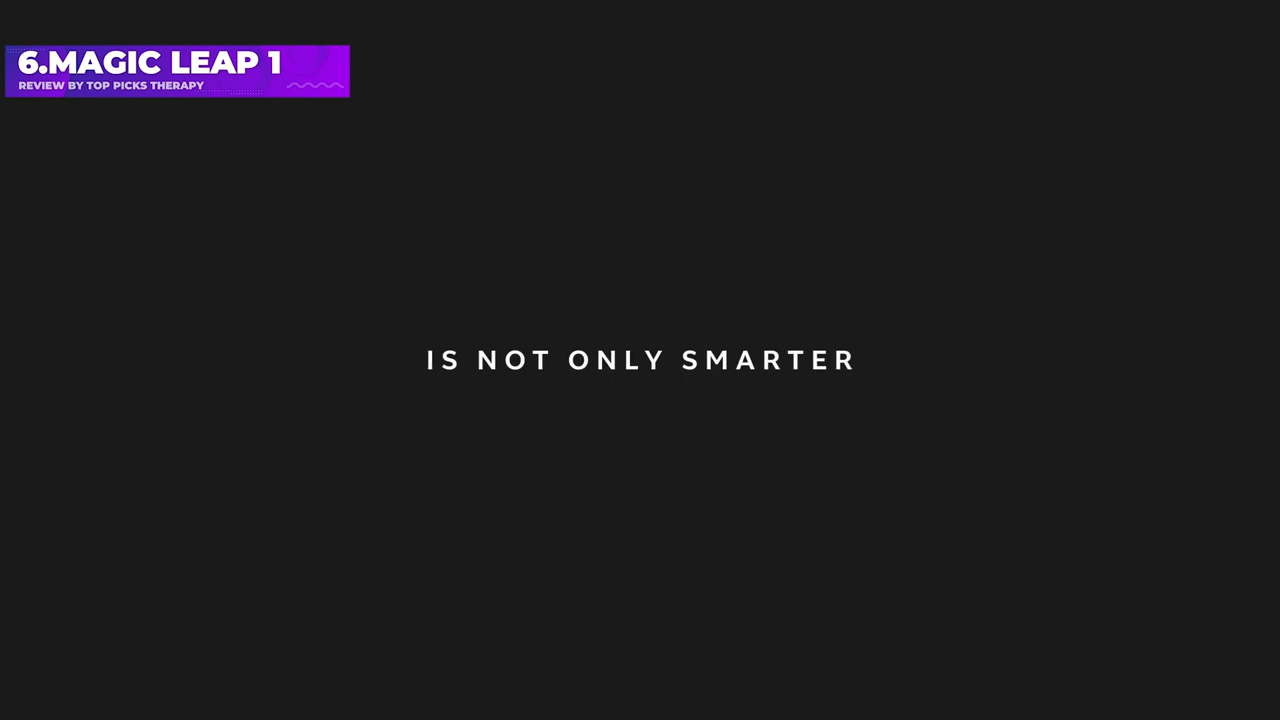 6.MAGIC LEAP 1
REVIEW BY TOP PICKS THERAPY
IS NOT ONLY SMARTER